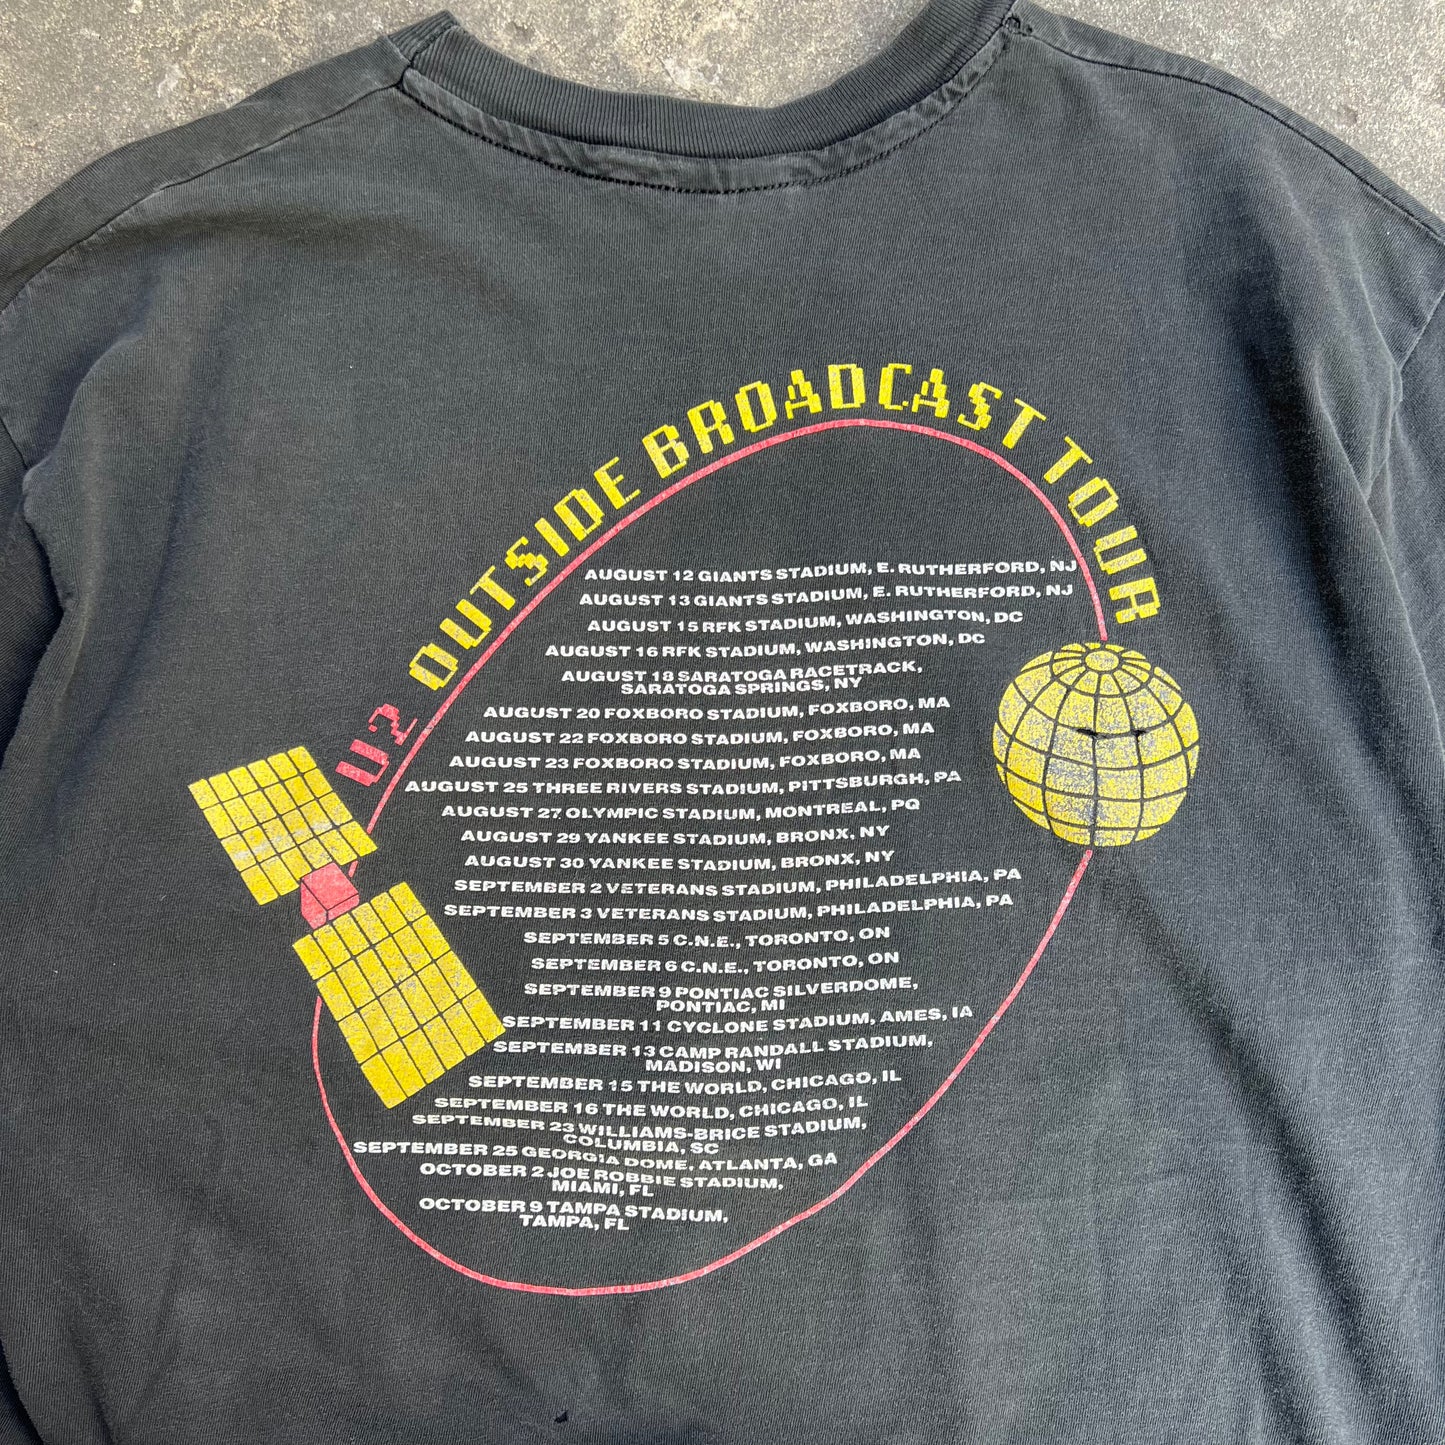 U2 OUTSIDE BROADCAST TOUR
AUGUST 12 GIANTS STADIUM, E. RUTHERFORD, NJ
AUGUST 13 GIANTS STADIUM, E. RUTHERFORD, NJ
AUGUST 15 RFK STADIUM, WASHINGTON, DC
AUGUST 16 RFK STADIUM, WASHINGTON, DC
AUGUST 18 SARATOGA RACETRACK,
SARATOGA SPRINGS, NY
AUGUST 20 FOXBORO STADIUM, FOXBORO, MA
AUGUST 22 FOXBORO STADIUM, FOXBORO, MA
AUGUST 23 FOXBORO STADIUM, FOXBORO, MA
AUGUST 25 THREE RIVERS STADIUM, PITTSBURGH, PA
AUGUST 27 OLYMPIC STADIUM, MONTREAL, PQ
AUGUST 29 YANKEE STADIUM, BRONX, NY
AUGUST 30 YANKEE STADIUM, BRONX, NY
SEPTEMBER 2 VETERANS STADIUM, PHILADELPHIA, PA
SEPTEMBER 3 VETERANS STADIUM, PHILADELPHIA, PA
SEPTEMBER 5 C.N.E., TORONTO, ON
SEPTEMBER 6 C.N.E., TORONTO, ON
SEPTEMBER 9 PONTIAC SILVERDOME,
PONTIAC, MI
SEPTEMBER 11 CYCLONE STADIUM, AMES, IA
SEPTEMBER 13 CAMP RANDALL STADIUM,
MADISON, WI
SEPTEMBER 15 THE WORLD, CHICAGO, IL
SEPTEMBER 16 THE WORLD, CHICAGO, IL
SEPTEMBER 23 WILLIAMS-BRICE STADIUM,
COLUMBIA, SC
SEPTEMBER 25 GEORGIA DOME, ATLANTA, GA
OCTOBER 2 JOE ROBBIE STADIUM,
MIAMI, FL
OCTOBER 9 TAMPA STADIUM,
TAMPA, FL